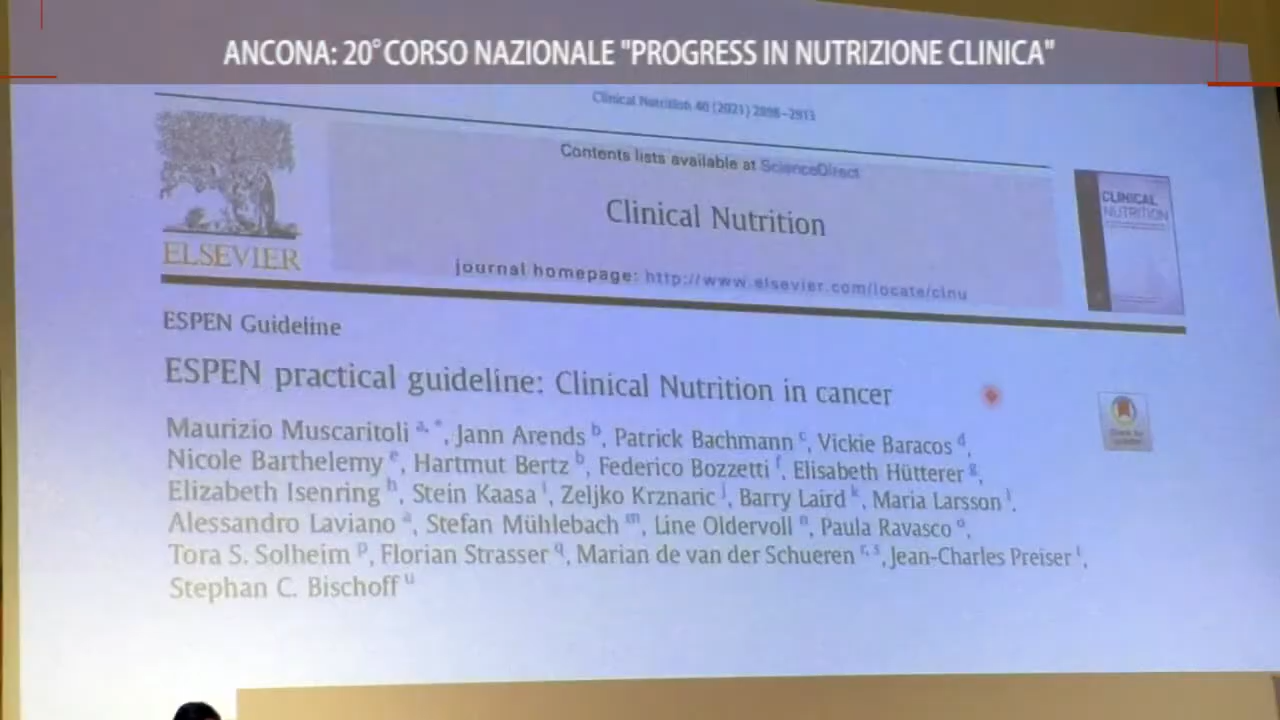 ANCONA: 20° CORSO NAZIONALE "PROGRESS IN NUTRIZIONE CLINICA"
Clinical Nutrition 40 (2021) 2898–2913
Contents lists available at ScienceDirect
Clinical Nutrition
journal homepage: http://www.elsevier.com/locate/clnu
ELSEVIER
CLINICAL
NUTRITION
ESPEN Guideline
ESPEN practical guideline: Clinical Nutrition in cancer
Maurizio Muscaritoli a, *, Jann Arends b, Patrick Bachmann c, Vickie Baracos d,
Nicole Barthelemy e, Hartmut Bertz b, Federico Bozzetti f, Elisabeth Hütterer g,
Elizabeth Isenring h, Stein Kaasa i, Zeljko Krznaric j, Barry Laird k, Maria Larsson l,
Alessandro Laviano a, Stefan Mühlebach m, Line Oldervoll n, Paula Ravasco o,
Tora S. Solheim p, Florian Strasser q, Marian de van der Schueren r, s, Jean-Charles Preiser t,
Stephan C. Bischoff u